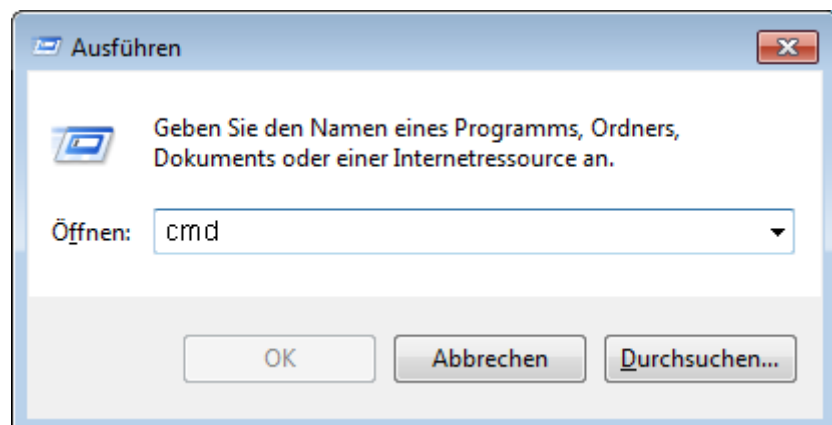 Ausführen
Geben Sie den Namen eines Programms, Ordners,
Dokuments oder einer Internetressource an.
Öffnen: cmd
OK Abbrechen Durchsuchen...